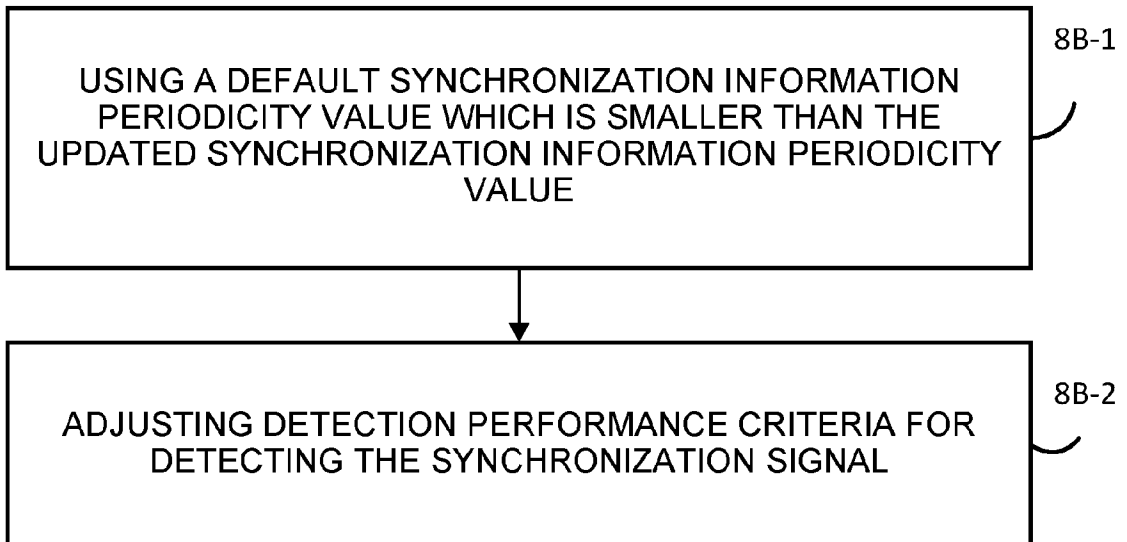 8B-1
USING A DEFAULT SYNCHRONIZATION INFORMATION
PERIODICITY VALUE WHICH IS SMALLER THAN THE
UPDATED SYNCHRONIZATION INFORMATION PERIODICITY
VALUE
8B-2
ADJUSTING DETECTION PERFORMANCE CRITERIA FOR
DETECTING THE SYNCHRONIZATION SIGNAL